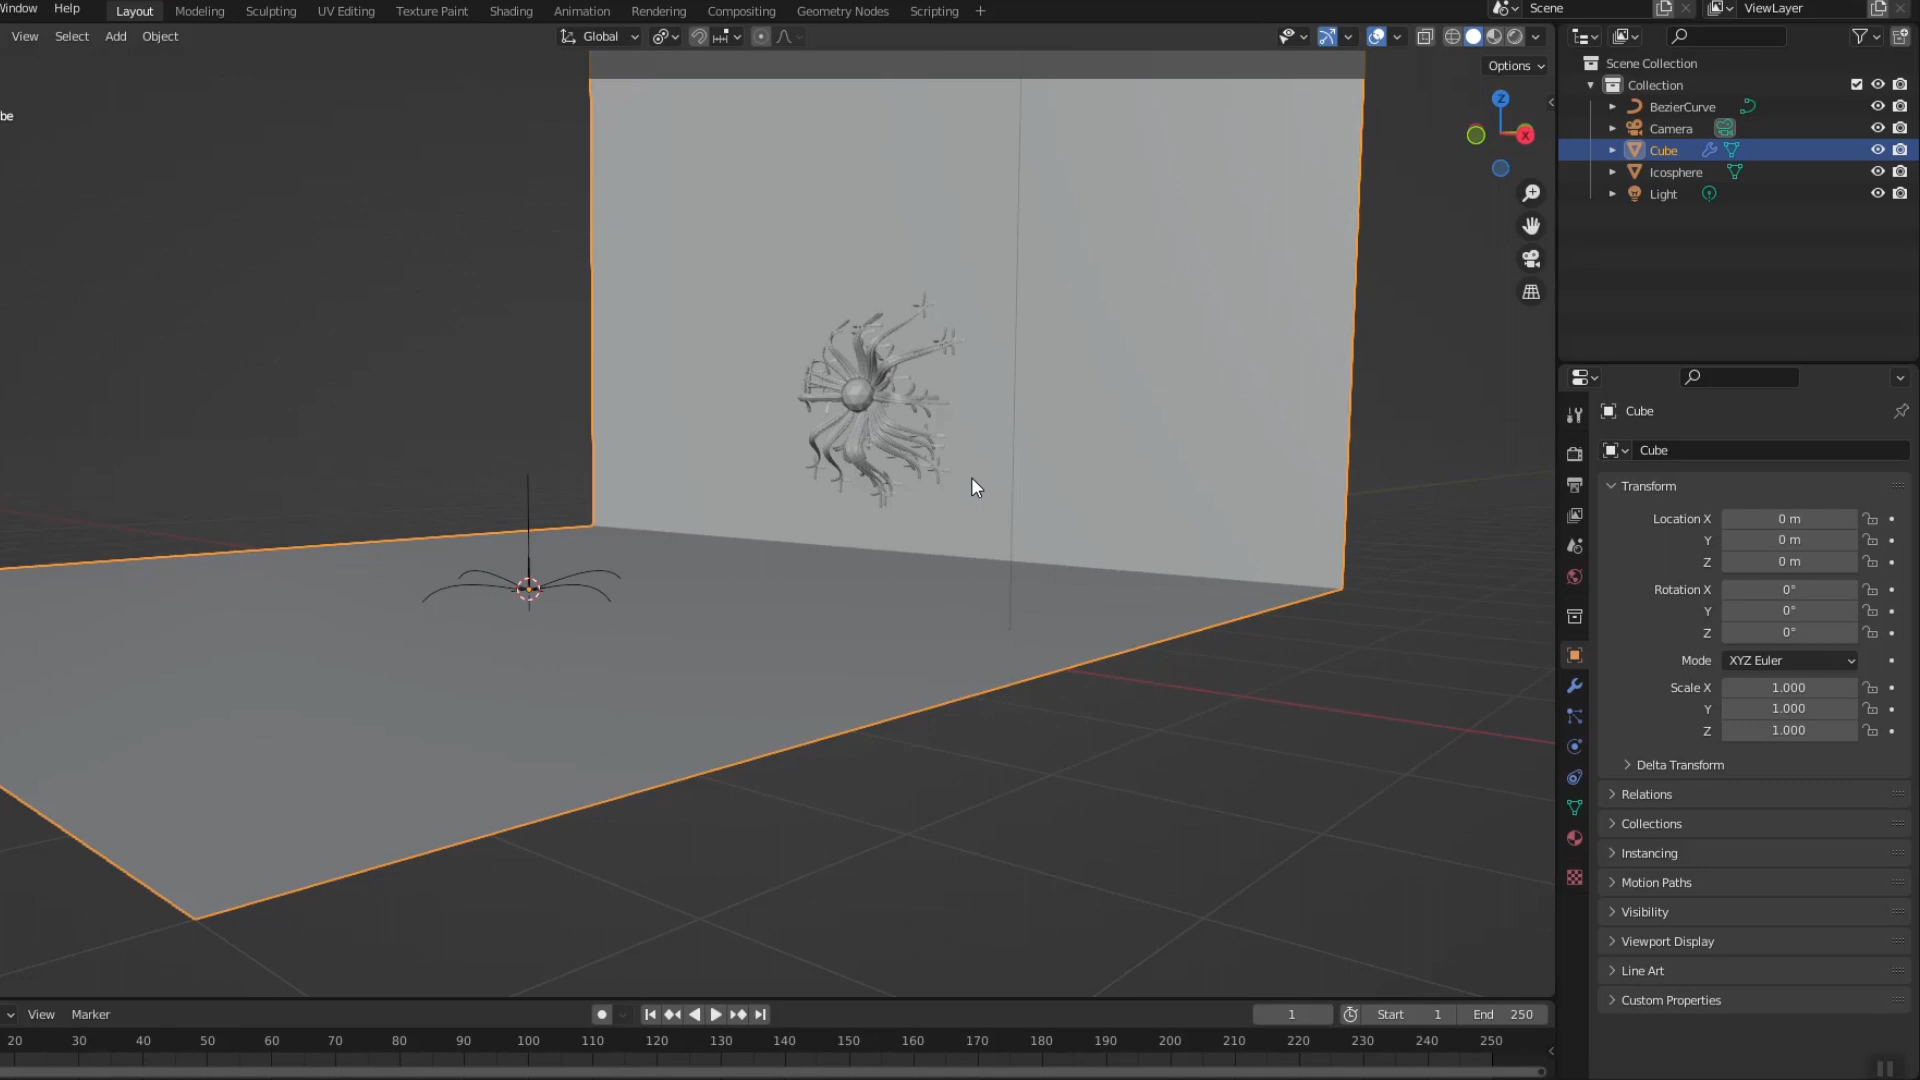 Window Help Layout Modeling Sculpting UV Editing Texture Paint Shading Animation Rendering Compositing Geometry Nodes Scripting + Scene ViewLayer
View Select Add Object Global
Options
be
Z
X
Scene Collection
Collection
BezierCurve
Camera
Cube
Icosphere
Light
Cube
Cube
Transform
Location X 0 m
Y 0 m
Z 0 m
Rotation X 0°
Y 0°
Z 0°
Mode XYZ Euler
Scale X 1.000
Y 1.000
Z 1.000
Delta Transform
Relations
Collections
Instancing
Motion Paths
Visibility
Viewport Display
Line Art
Custom Properties
View Marker 1 Start 1 End 250
20 30 40 50 60 70 80 90 100 110 120 130 140 150 160 170 180 190 200 210 220 230 240 250